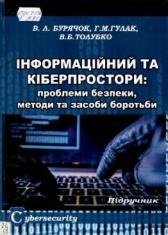 В. Л. БУРЯЧОК, Г.М.ГУЛАК,
В.Б.ТОЛУБКО
ІНФОРМАЦІЙНИЙ ТА
КІБЕРПРОСТОРИ:
проблеми безпеки,
методи та засоби боротьби
Підручник
Cybersecurity